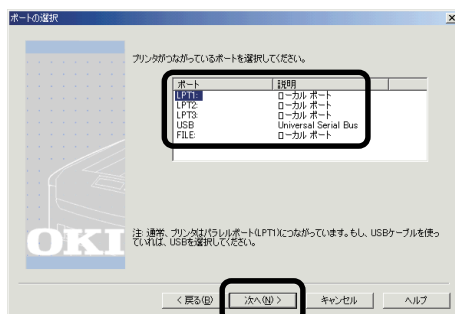 ポートの選択
プリンタがつながっているポートを選択してください。
ポート 説明
LPT1: ローカル ポート
LPT2: ローカル ポート
LPT3: ローカル ポート
USB Universal Serial Bus
FILE: ローカル ポート
OKI
注: 通常、プリンタはパラレルポート(LPT1)につながっています。もし、USBケーブルを使っ
ていれば、USBを選択してください。
< 戻る(B) 次へ(N) > キャンセル ヘルプ